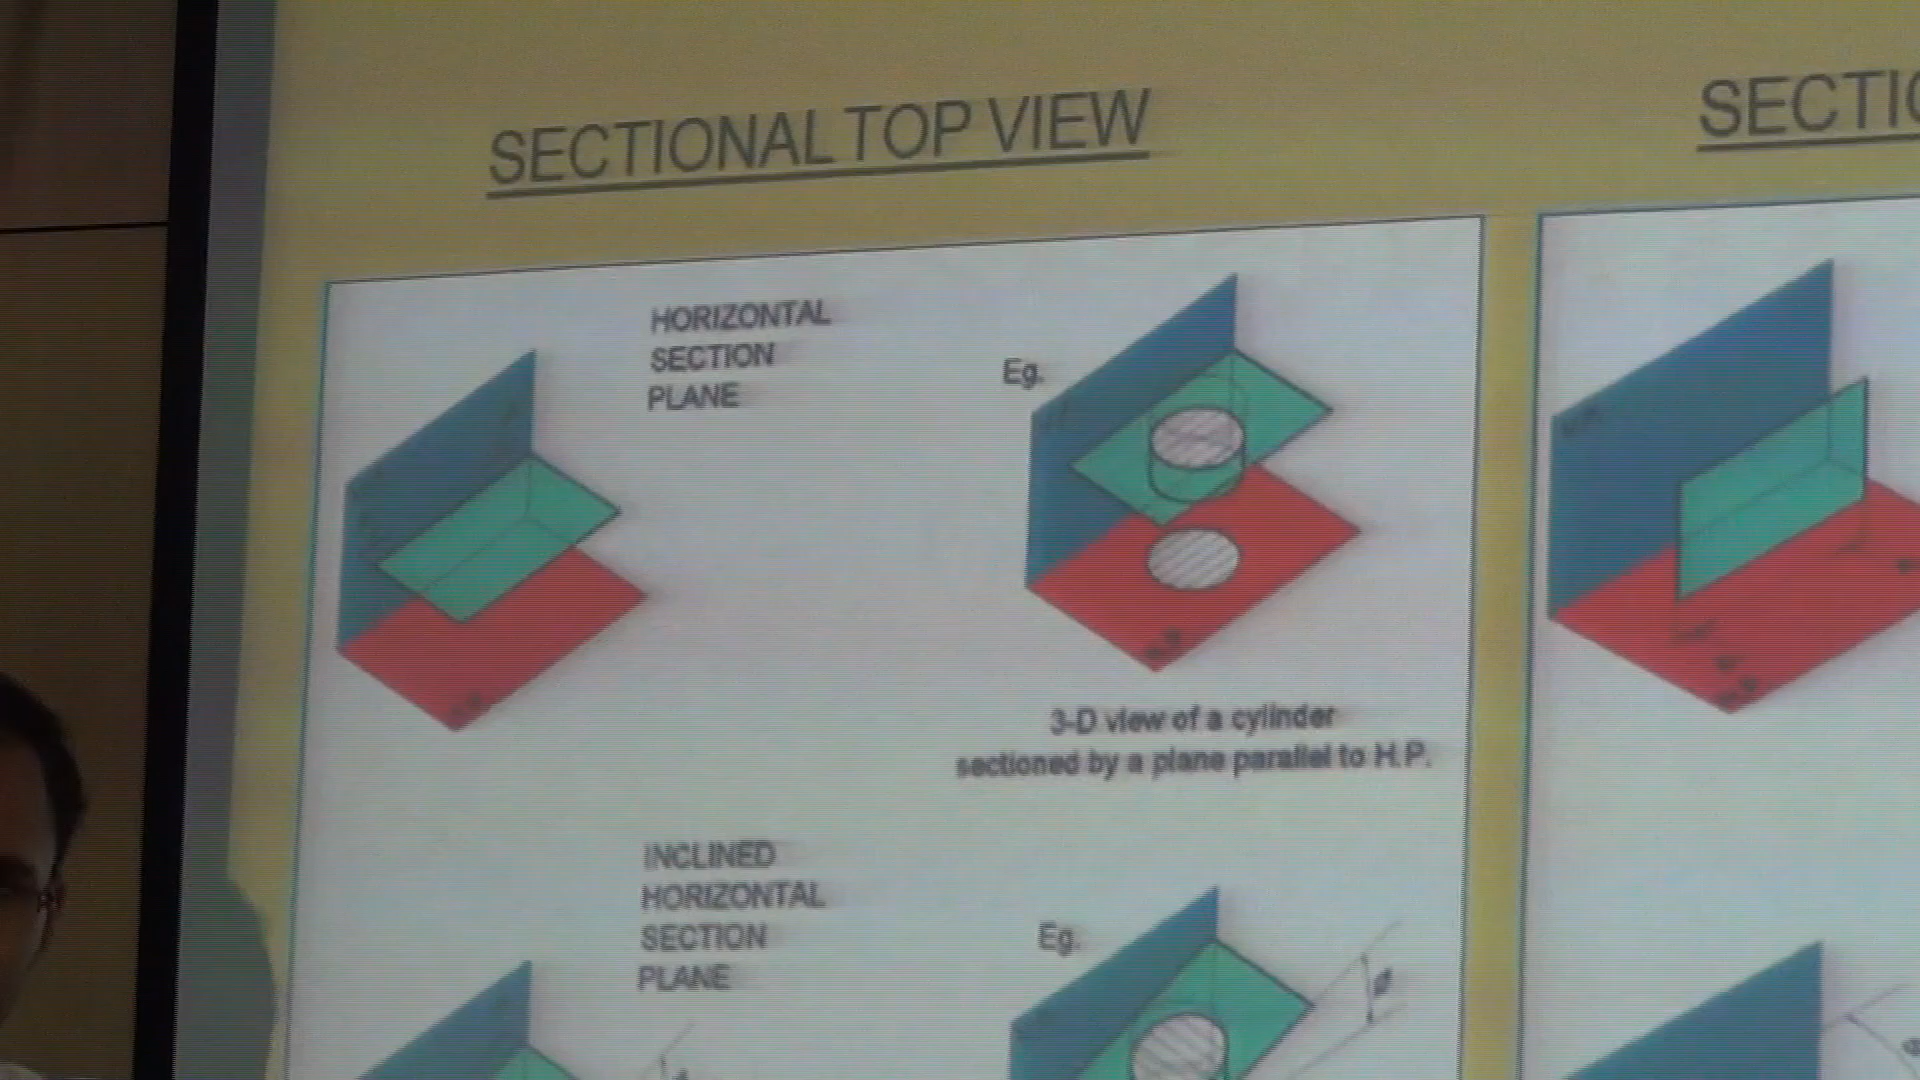 SECTIONAL TOP VIEW
SECTIO
HORIZONTAL
SECTION
PLANE
Eg.
3-D view of a cylinder
sectioned by a plane parallel to H.P.
INCLINED
HORIZONTAL
SECTION
PLANE
Eg.